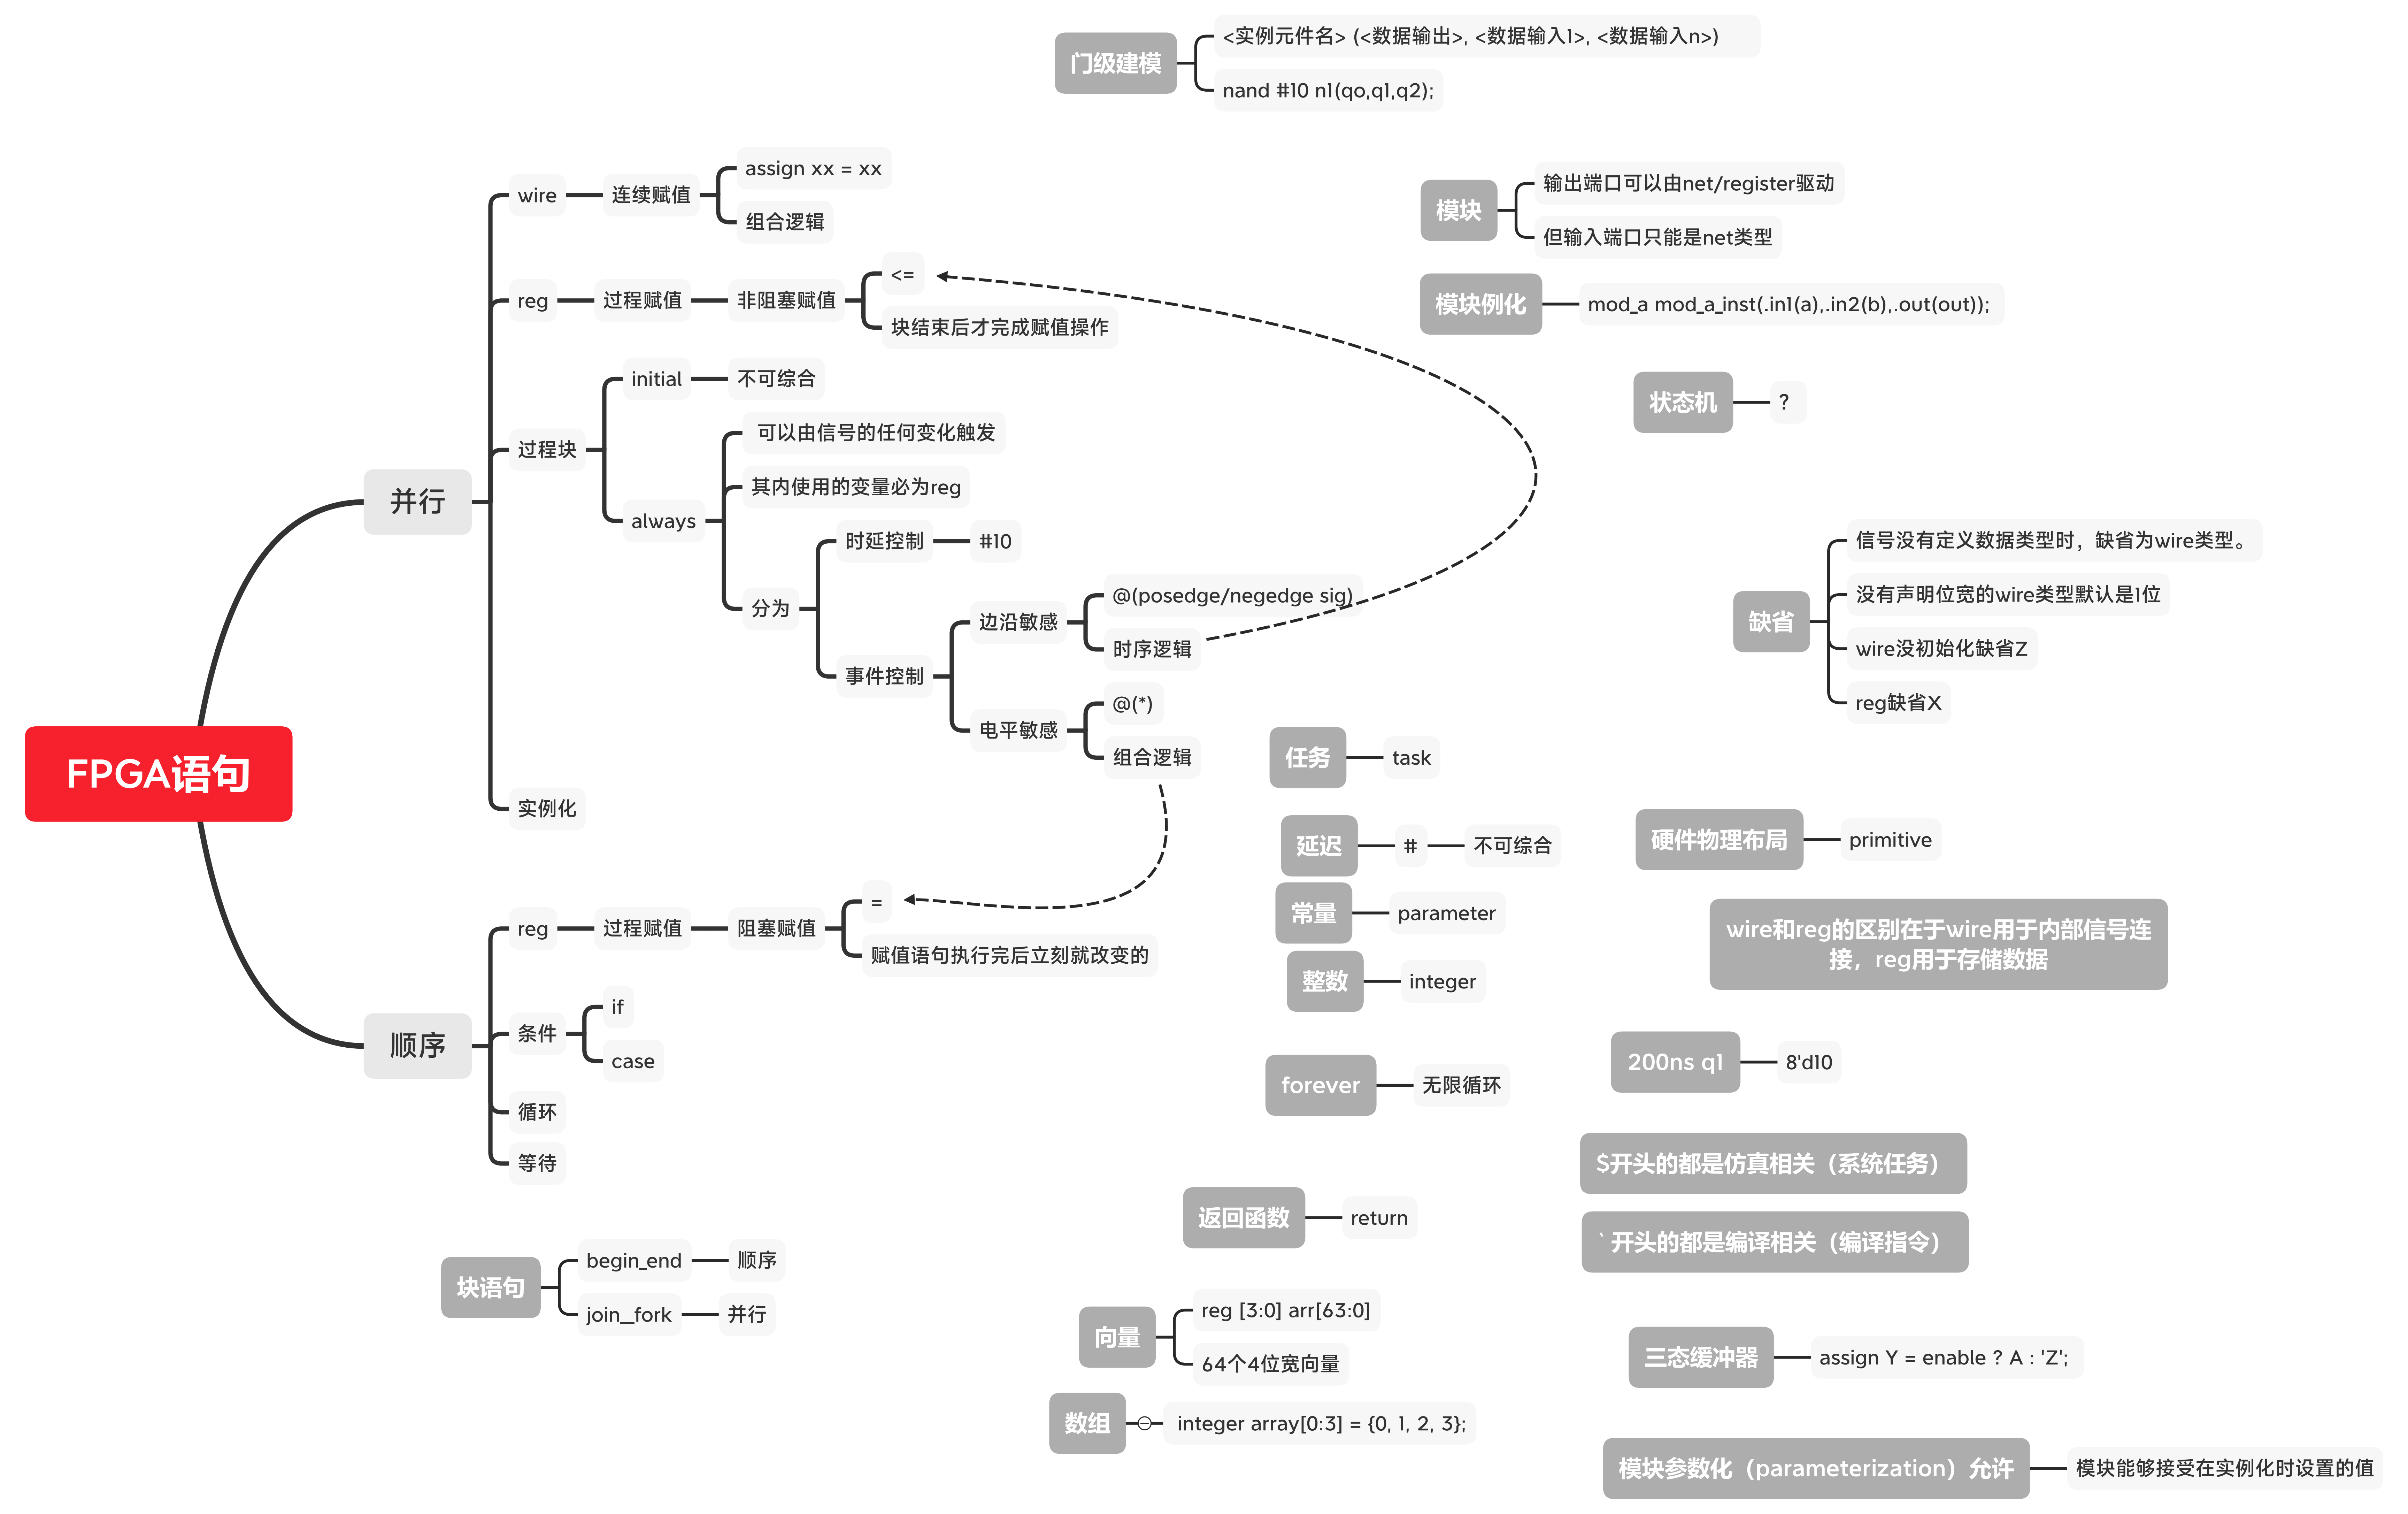 门级建模
<实例元件名> (<数据输出>, <数据输入1>, <数据输入n>)
nand #10 n1(qo,q1,q2);
FPGA语句
并行
wire
连续赋值
assign xx = xx
组合逻辑
reg
过程赋值
非阻塞赋值
<=
块结束后才完成赋值操作
过程块
initial
不可综合
always
可以由信号的任何变化触发
其内使用的变量必为reg
分为
时延控制
#10
事件控制
边沿敏感
@(posedge/negedge sig)
时序逻辑
电平敏感
@(*)
组合逻辑
实例化
顺序
reg
过程赋值
阻塞赋值
=
赋值语句执行完后立刻就改变的
条件
if
case
循环
等待
块语句
begin_end
顺序
join__fork
并行
模块
输出端口可以由net/register驱动
但输入端口只能是net类型
模块例化
mod_a mod_a_inst(.in1(a),.in2(b),.out(out));
状态机
?
缺省
信号没有定义数据类型时，缺省为wire类型。
没有声明位宽的wire类型默认是1位
wire没初始化缺省Z
reg缺省X
任务
task
延迟
#
不可综合
常量
parameter
整数
integer
硬件物理布局
primitive
wire和reg的区别在于wire用于内部信号连
接，reg用于存储数据
200ns q1
8'd10
forever
无限循环
$开头的都是仿真相关（系统任务）
返回函数
return
`开头的都是编译相关（编译指令）
向量
reg [3:0] arr[63:0]
64个4位宽向量
三态缓冲器
assign Y = enable ? A : 'Z';
数组
integer array[0:3] = {0, 1, 2, 3};
模块参数化（parameterization）允许
模块能够接受在实例化时设置的值